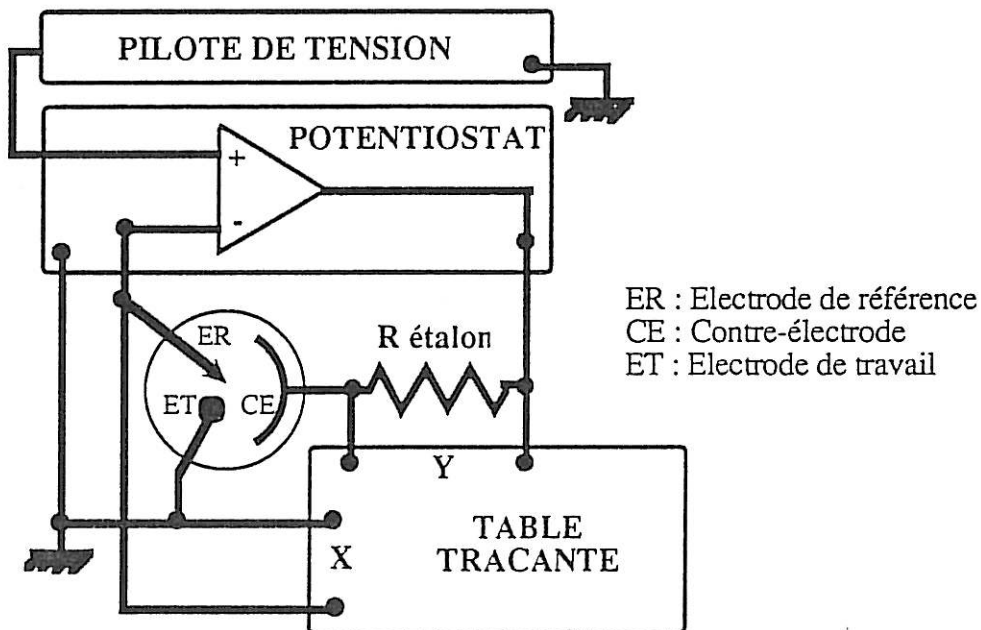 PILOTE DE TENSION
POTENTIOSTAT
+
-
ER
ET
CE
R étalon
Y
X
TABLE
TRACANTE
ER : Electrode de référence
CE : Contre-électrode
ET : Electrode de travail